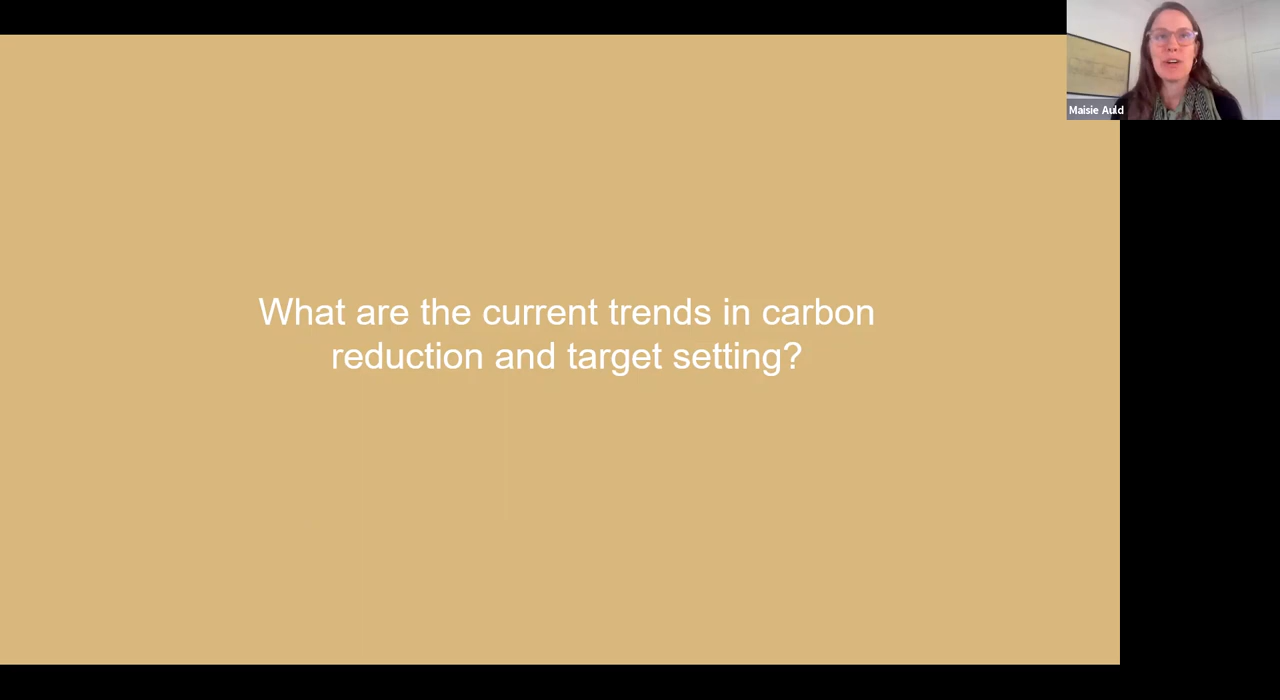 Maisie Auld
What are the current trends in carbon
reduction and target setting?